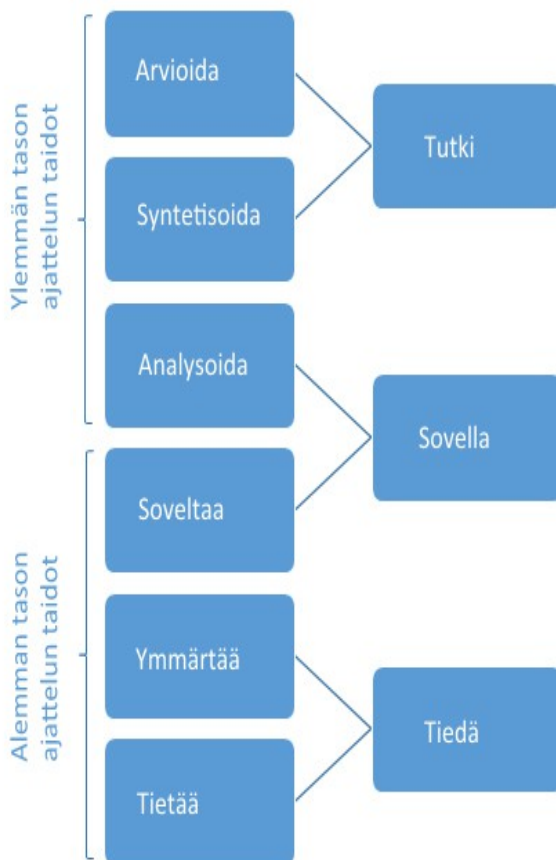 Ylemmän tason
ajattelun taidot
Arvioida
Syntetisoida
Analysoida
Tutki
Sovella
Alemman tason
ajattelun taidot
Soveltaa
Ymmärtää
Tietää
Tiedä